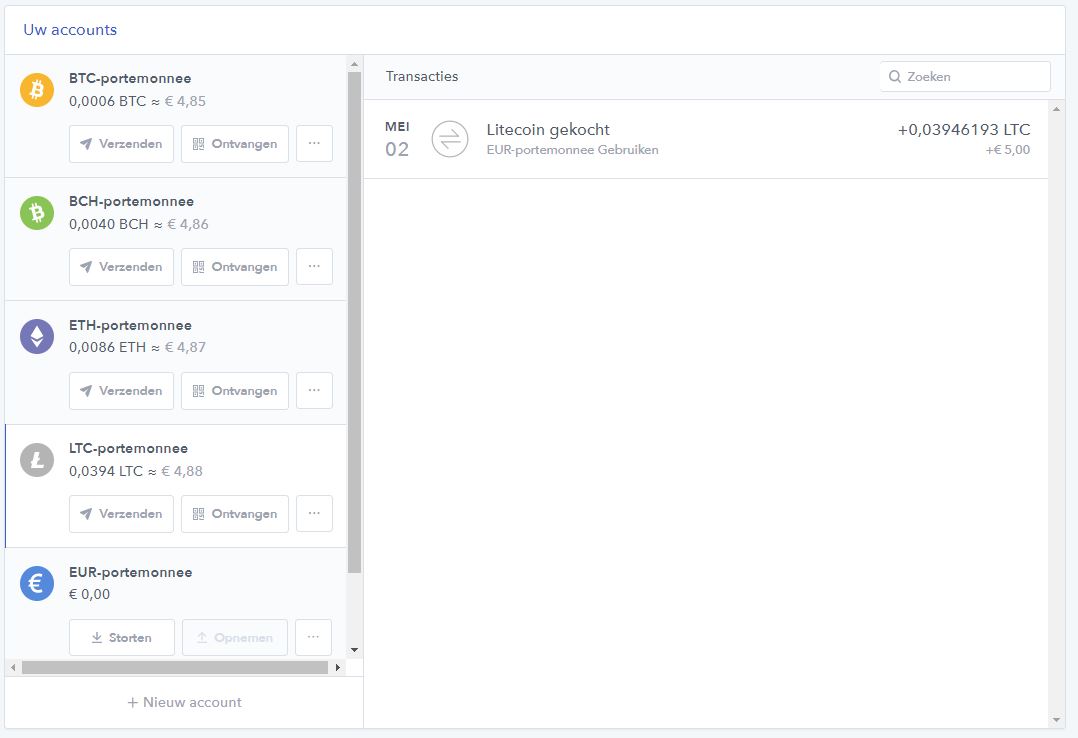 Uw accounts
BTC-portemonnee
0,0006 BTC ≈ € 4,85
Verzenden Ontvangen ...
BCH-portemonnee
0,0040 BCH ≈ € 4,86
Verzenden Ontvangen ...
ETH-portemonnee
0,0086 ETH ≈ € 4,87
Verzenden Ontvangen ...
LTC-portemonnee
0,0394 LTC ≈ € 4,88
Verzenden Ontvangen ...
EUR-portemonnee
€ 0,00
Storten Opnemen ...
+ Nieuw account
Transacties
Zoeken
MEI
02
Litecoin gekocht
EUR-portemonnee Gebruiken
+0,03946193 LTC
+€ 5,00